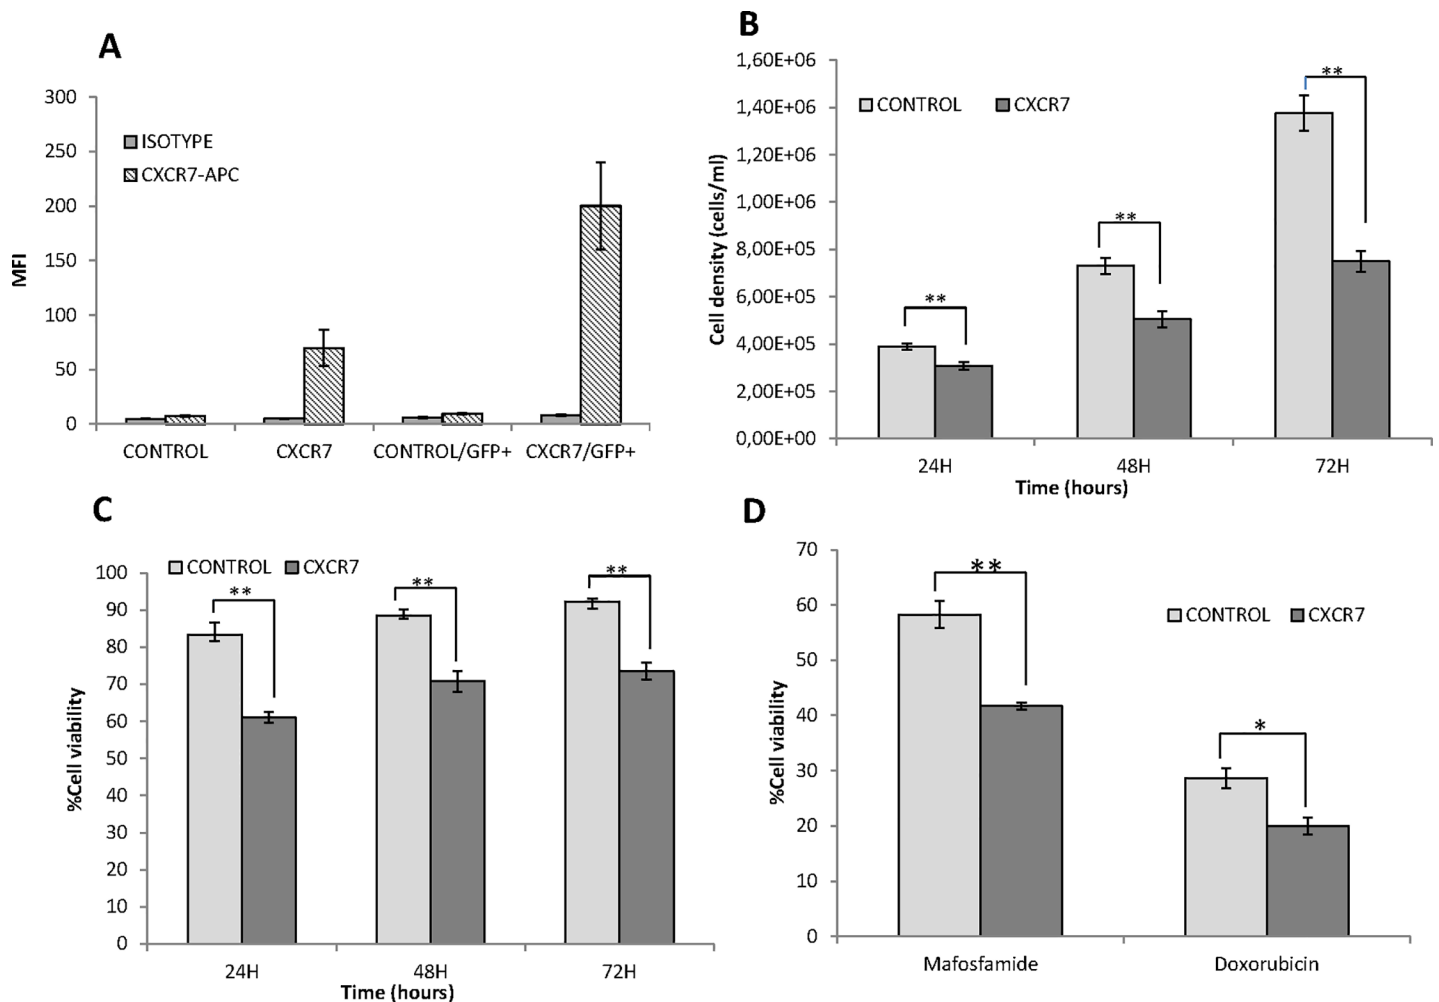 A
300
250
200
150
100
50
0
MFI
ISOTYPE
CXCR7-APC
CONTROL CXCR7 CONTROL/GFP+ CXCR7/GFP+
B
1,60E+06
1,40E+06
1,20E+06
1,00E+06
8,00E+05
6,00E+05
4,00E+05
2,00E+05
0,00E+00
Cell density (cells/ml)
CONTROL CXCR7
**
**
**
24H 48H 72H
Time (hours)
C
100
90
80
70
60
50
40
30
20
10
0
%Cell viability
CONTROL CXCR7
** ** **
24H 48H 72H
Time (hours)
D
70
60
50
40
30
20
10
0
%Cell viability
CONTROL CXCR7
**
*
Mafosfamide Doxorubicin